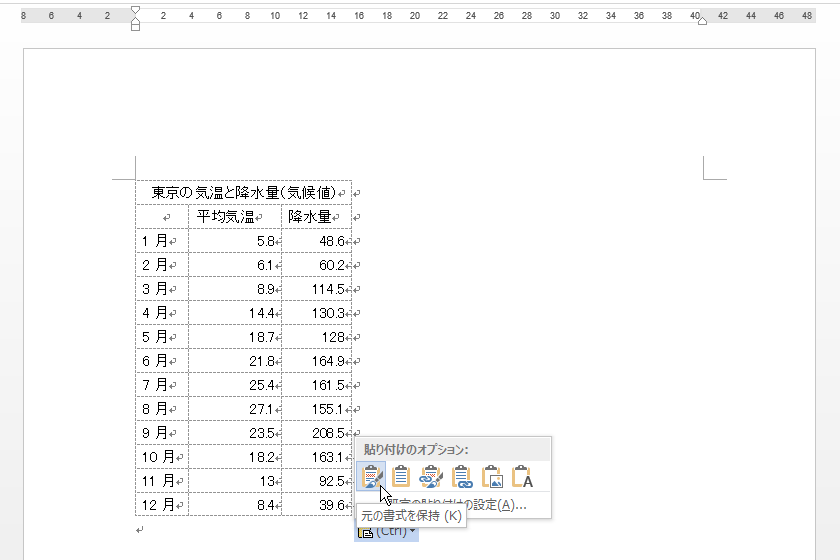 8 6 4 2 2 4 6 8 10 12 14 16 18 20 22 24 26 28 30 32 34 36 38 40 42 44 46 48
東京の気温と降水量(気候値)
平均気温 降水量
1 月 5.8 48.6
2 月 6.1 60.2
3 月 8.9 114.5
4 月 14.4 130.3
5 月 18.7 128
6 月 21.8 164.9
7 月 25.4 161.5
8 月 27.1 155.1
9 月 23.5 208.5
10 月 18.2 163.1
11 月 13 92.5
12 月 8.4 39.6
貼り付けのオプション:
の貼り付けの設定(A)...
元の書式を保持 (K)
(Ctrl)